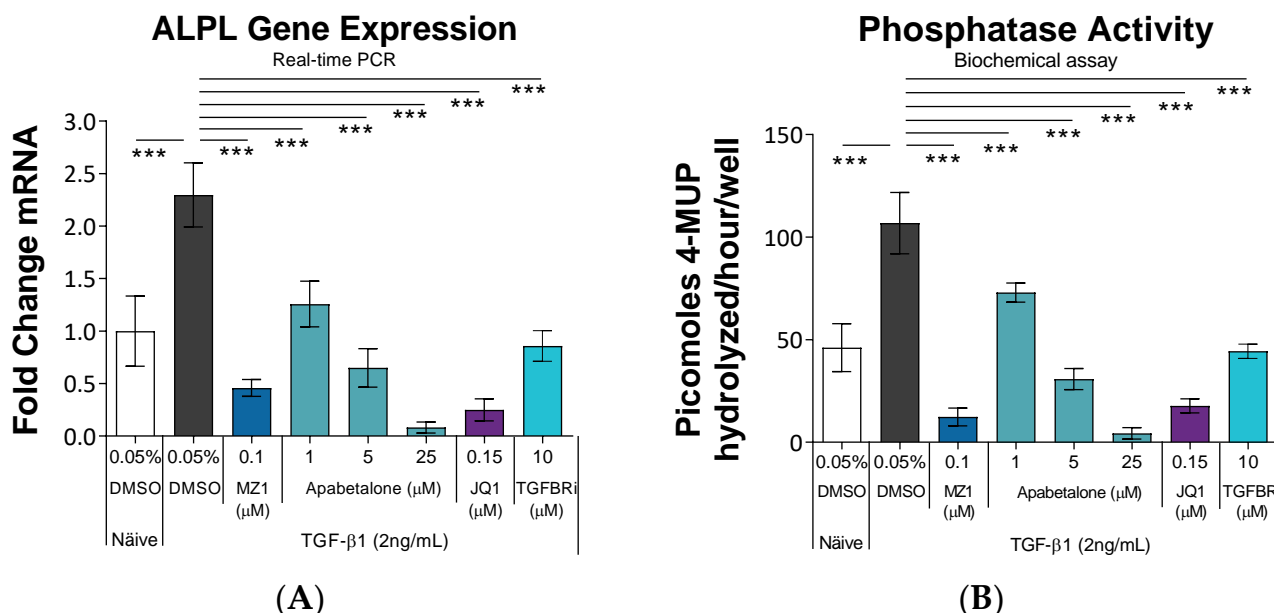 ALPL Gene Expression
Real-time PCR
***
***
***
***
***
***
***
Fold Change mRNA
3.0
2.5
2.0
1.5
1.0
0.5
0.0
0.05% 0.05% 0.1 1 5 25 0.15 10
DMSO DMSO MZ1 Apabetalone (μM) JQ1 TGFBRi
(μM) (μM) (μM)
Näive TGF-β1 (2ng/mL)
(A)
Phosphatase Activity
Biochemical assay
***
***
***
***
***
***
***
Picomoles 4-MUP
hydrolyzed/hour/well
150
100
50
0
0.05% 0.05% 0.1 1 5 25 0.15 10
DMSO DMSO MZ1 Apabetalone (μM) JQ1 TGFBRi
(μM) (μM) (μM)
Näive TGF-β1 (2ng/mL)
(B)